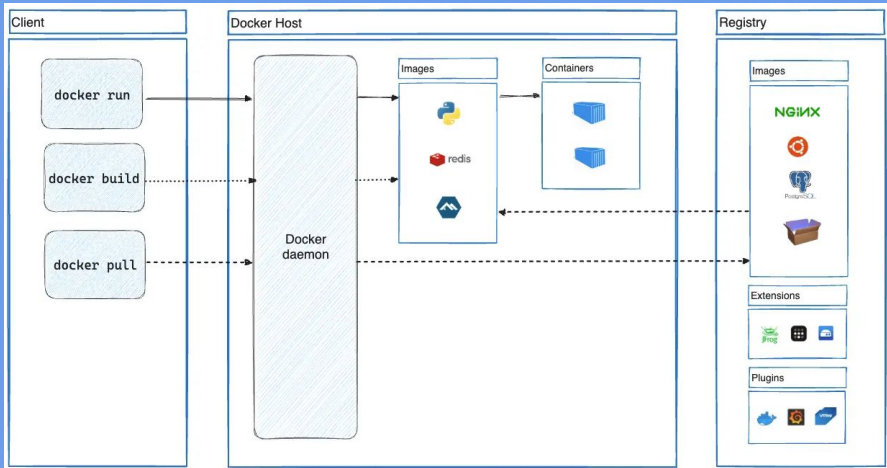 Client
docker run
docker build
docker pull
Docker Host
Docker
daemon
Images
redis
Containers
Registry
Images
NGINX
PostgreSQL
Extensions
JFrog
Plugins